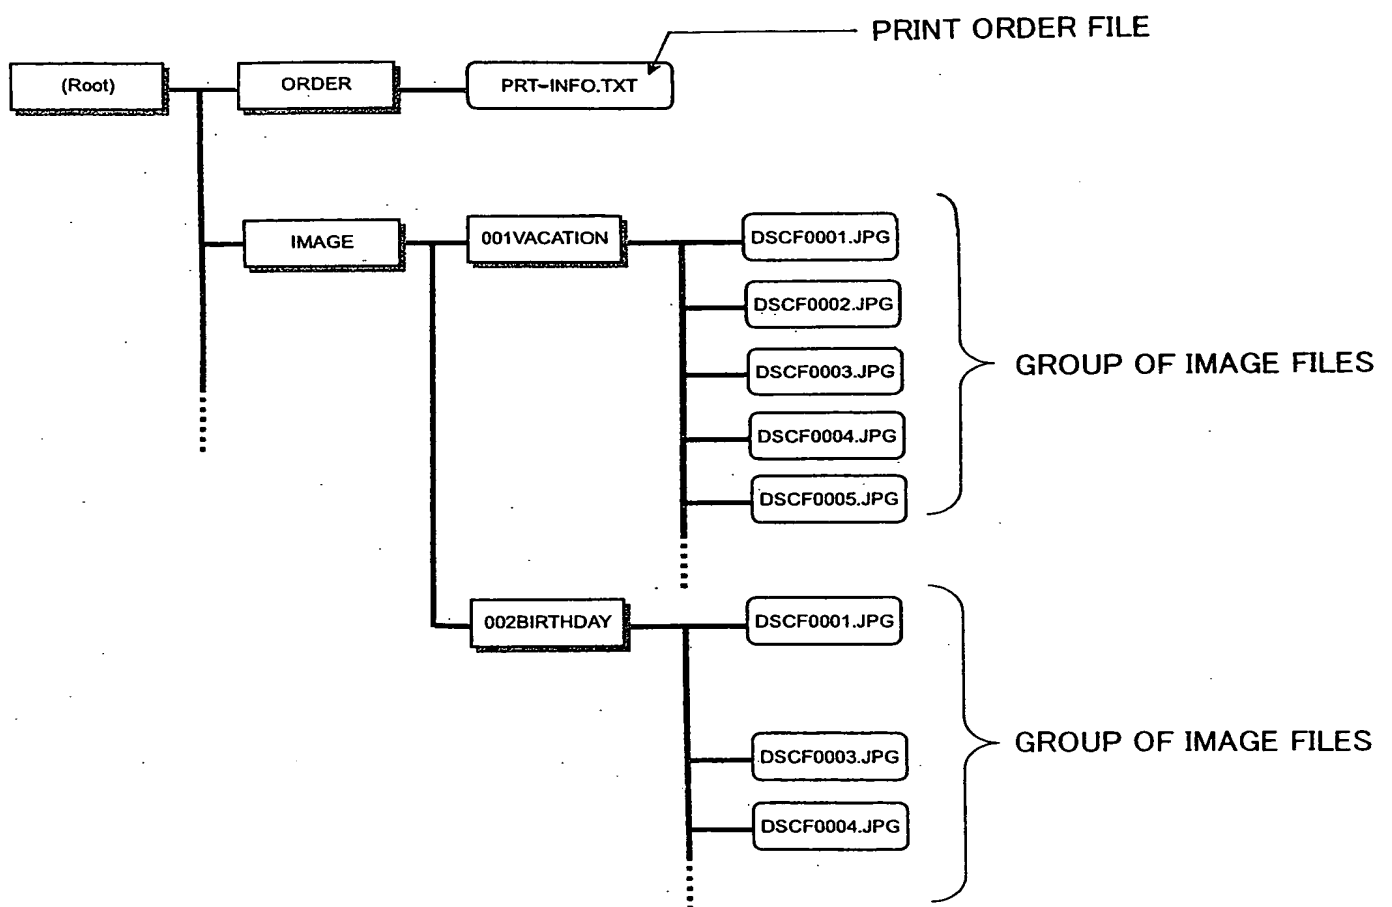 PRINT ORDER FILE
(Root)
ORDER
PRT-INFO.TXT
IMAGE
001VACATION
DSCF0001.JPG
DSCF0002.JPG
DSCF0003.JPG
DSCF0004.JPG
DSCF0005.JPG
GROUP OF IMAGE FILES
002BIRTHDAY
DSCF0001.JPG
DSCF0003.JPG
DSCF0004.JPG
GROUP OF IMAGE FILES